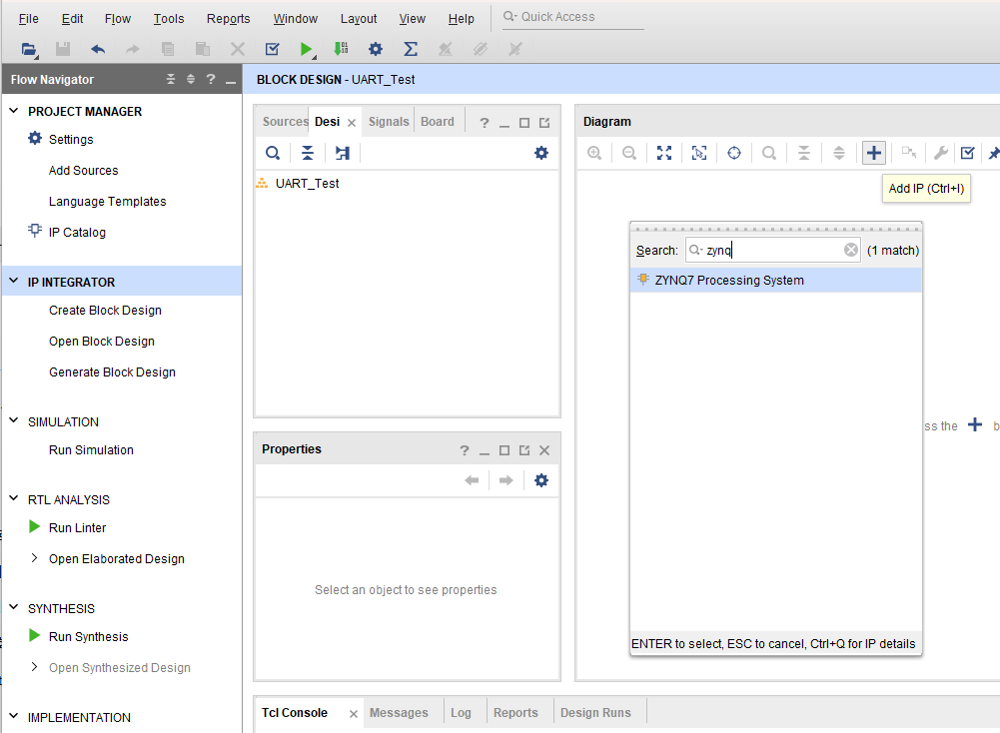 File Edit Flow Tools Reports Window Layout View Help Quick Access
Flow Navigator ?
BLOCK DESIGN - UART_Test
PROJECT MANAGER
Settings
Add Sources
Language Templates
IP Catalog
IP INTEGRATOR
Create Block Design
Open Block Design
Generate Block Design
SIMULATION
Run Simulation
RTL ANALYSIS
Run Linter
Open Elaborated Design
SYNTHESIS
Run Synthesis
Open Synthesized Design
IMPLEMENTATION
Sources Desi Signals Board ?
UART_Test
Properties ?
Select an object to see properties
Diagram
Add IP (Ctrl+I)
Search: zynq (1 match)
ZYNQ7 Processing System
ENTER to select, ESC to cancel, Ctrl+Q for IP details
ss the + b
Tcl Console Messages Log Reports Design Runs